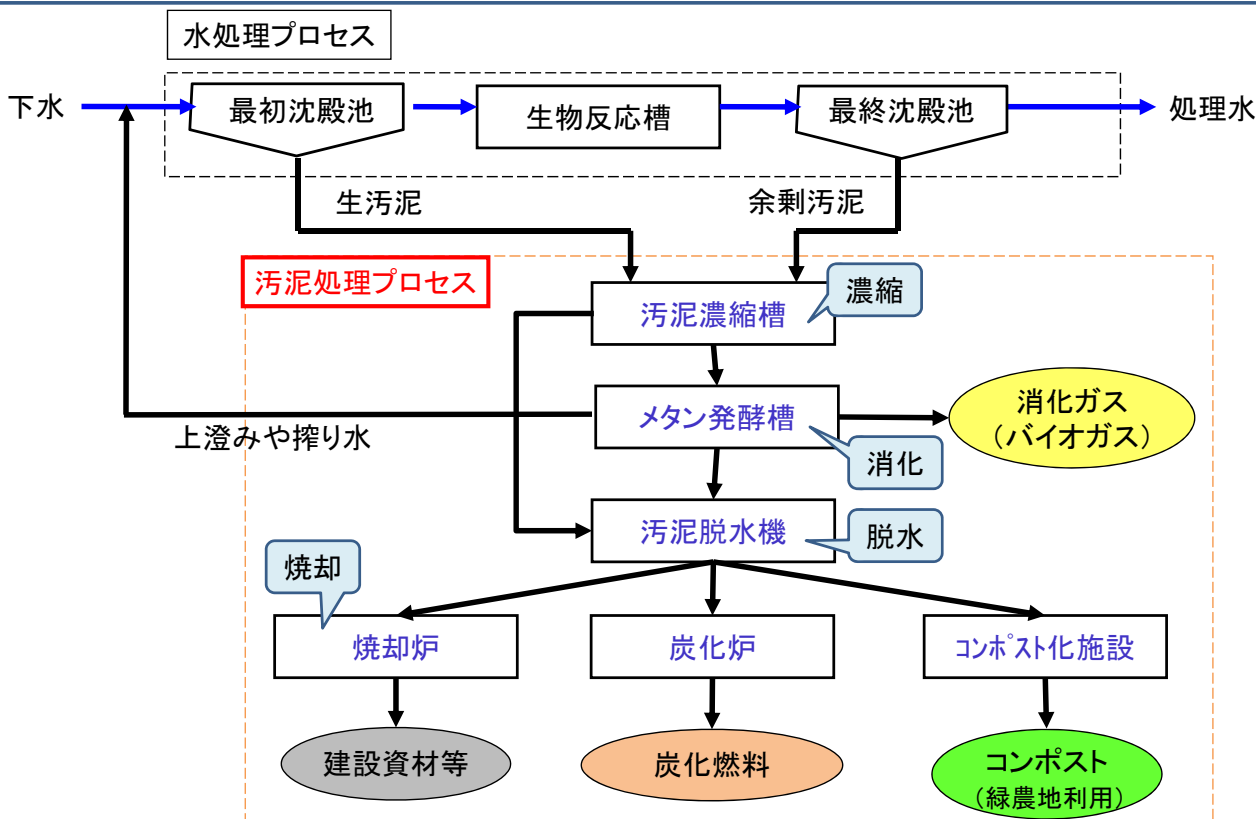 水処理プロセス
下水
最初沈殿池
生物反応槽
最終沈殿池
処理水
生汚泥
余剰汚泥
汚泥処理プロセス
汚泥濃縮槽
濃縮
メタン発酵槽
消化ガス
(バイオガス)
上澄みや搾り水
消化
汚泥脱水機
脱水
焼却
焼却炉
炭化炉
コンポスト化施設
建設資材等
炭化燃料
コンポスト
(緑農地利用)